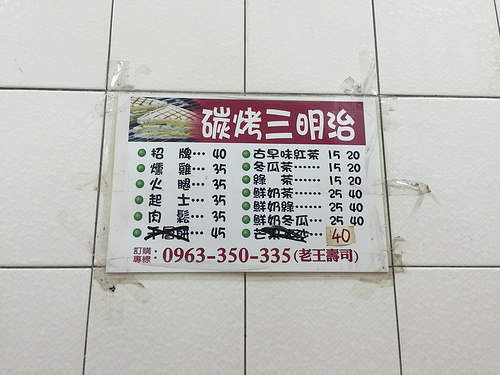 碳烤三明治
招牌… 40
燻雞… 35
火腿… 35
起士… 35
肉鬆… 35
45
古早味紅茶 15 20
冬瓜茶…… 15 20
綠茶…… 15 20
鮮奶茶…… 25 40
鮮奶綠…… 25 40
鮮奶冬瓜… 25 40
40
訂購專線：0963-350-335(老王壽司)